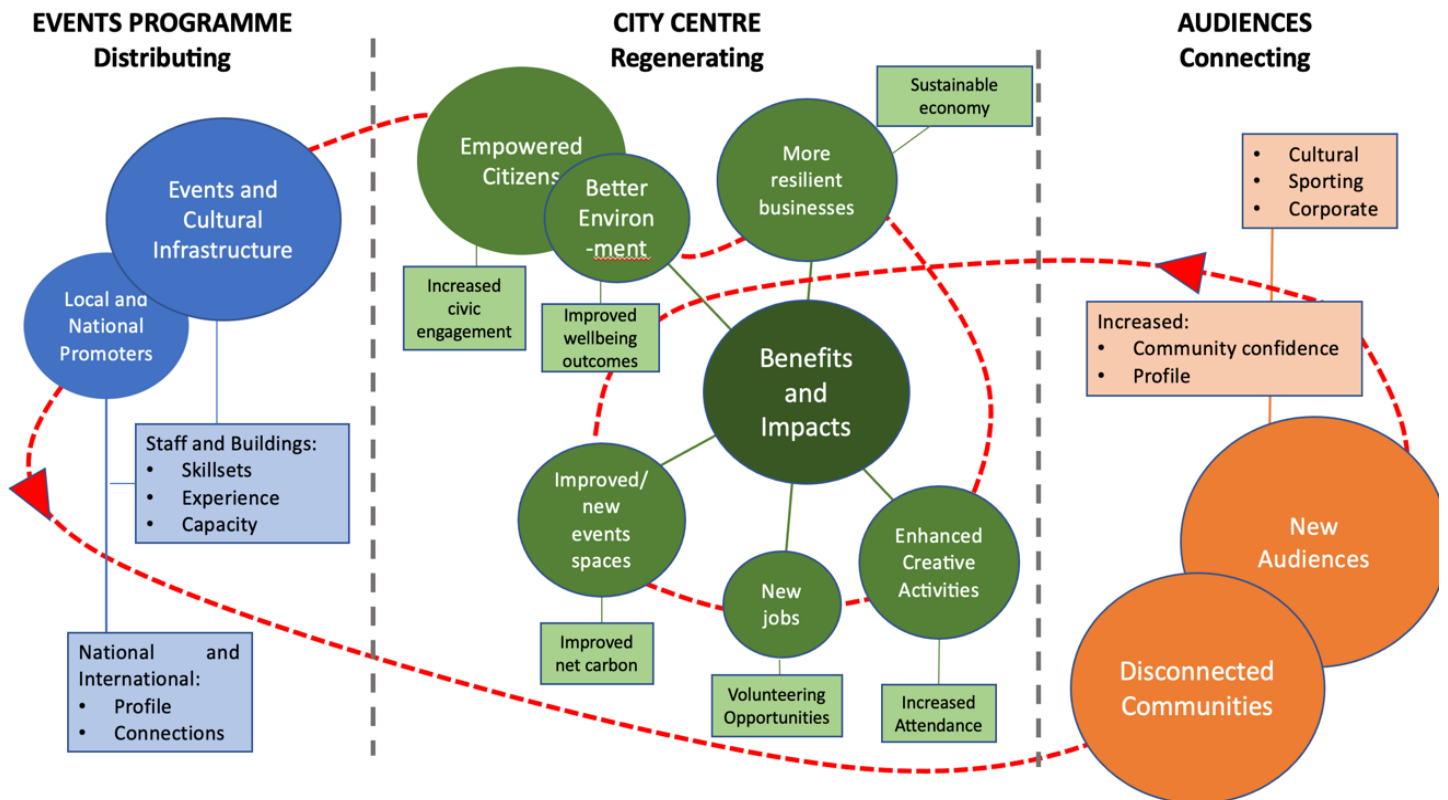 EVENTS PROGRAMME
Distributing
CITY CENTRE
Regenerating
AUDIENCES
Connecting
Events and
Cultural
Infrastructure
Local and
National
Promoters
Staff and Buildings:
• Skillsets
• Experience
• Capacity
National and
International:
• Profile
• Connections
Empowered
Citizens
Better
Environ
-ment
More
resilient
businesses
Sustainable
economy
Increased
civic
engagement
Improved
wellbeing
outcomes
Benefits
and
Impacts
Improved/
new
events
spaces
New
jobs
Enhanced
Creative
Activities
Improved
net carbon
Volunteering
Opportunities
Increased
Attendance
• Cultural
• Sporting
• Corporate
Increased:
• Community confidence
• Profile
New
Audiences
Disconnected
Communities